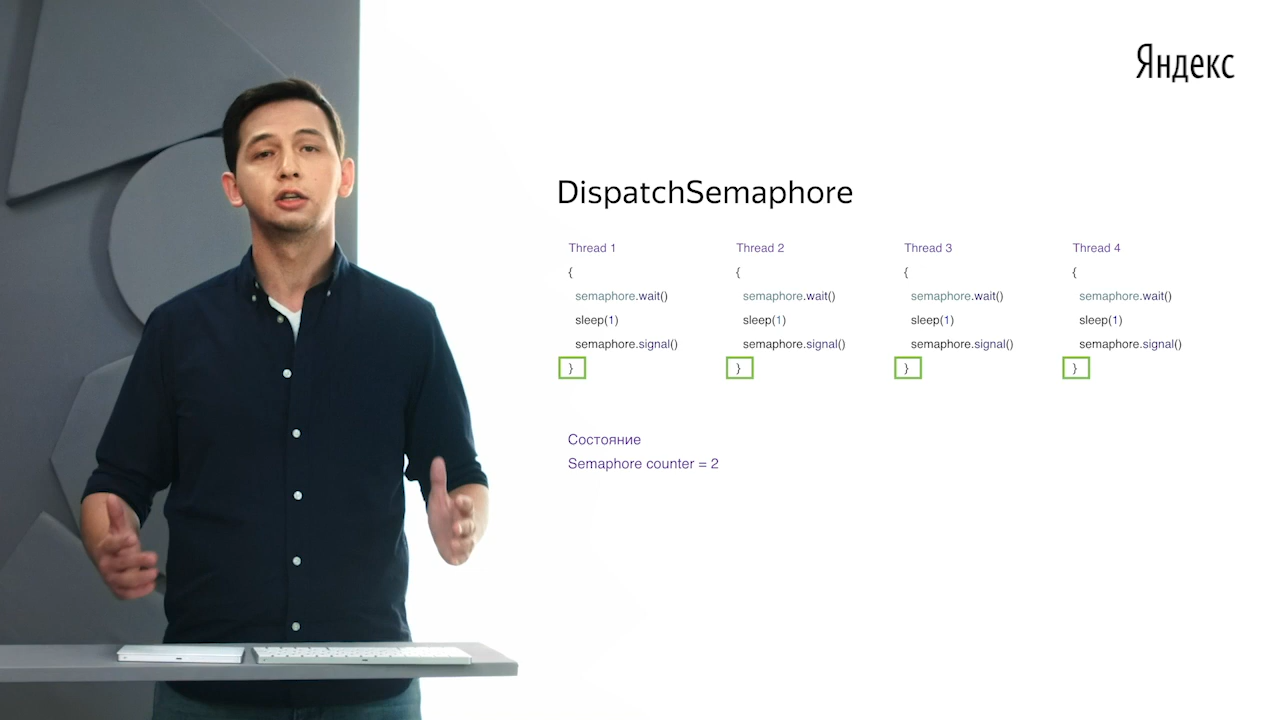 Яндекс
DispatchSemaphore
Thread 1
{
semaphore.wait()
sleep(1)
semaphore.signal()
}
Thread 2
{
semaphore.wait()
sleep(1)
semaphore.signal()
}
Thread 3
{
semaphore.wait()
sleep(1)
semaphore.signal()
}
Thread 4
{
semaphore.wait()
sleep(1)
semaphore.signal()
}
Состояние
Semaphore counter = 2